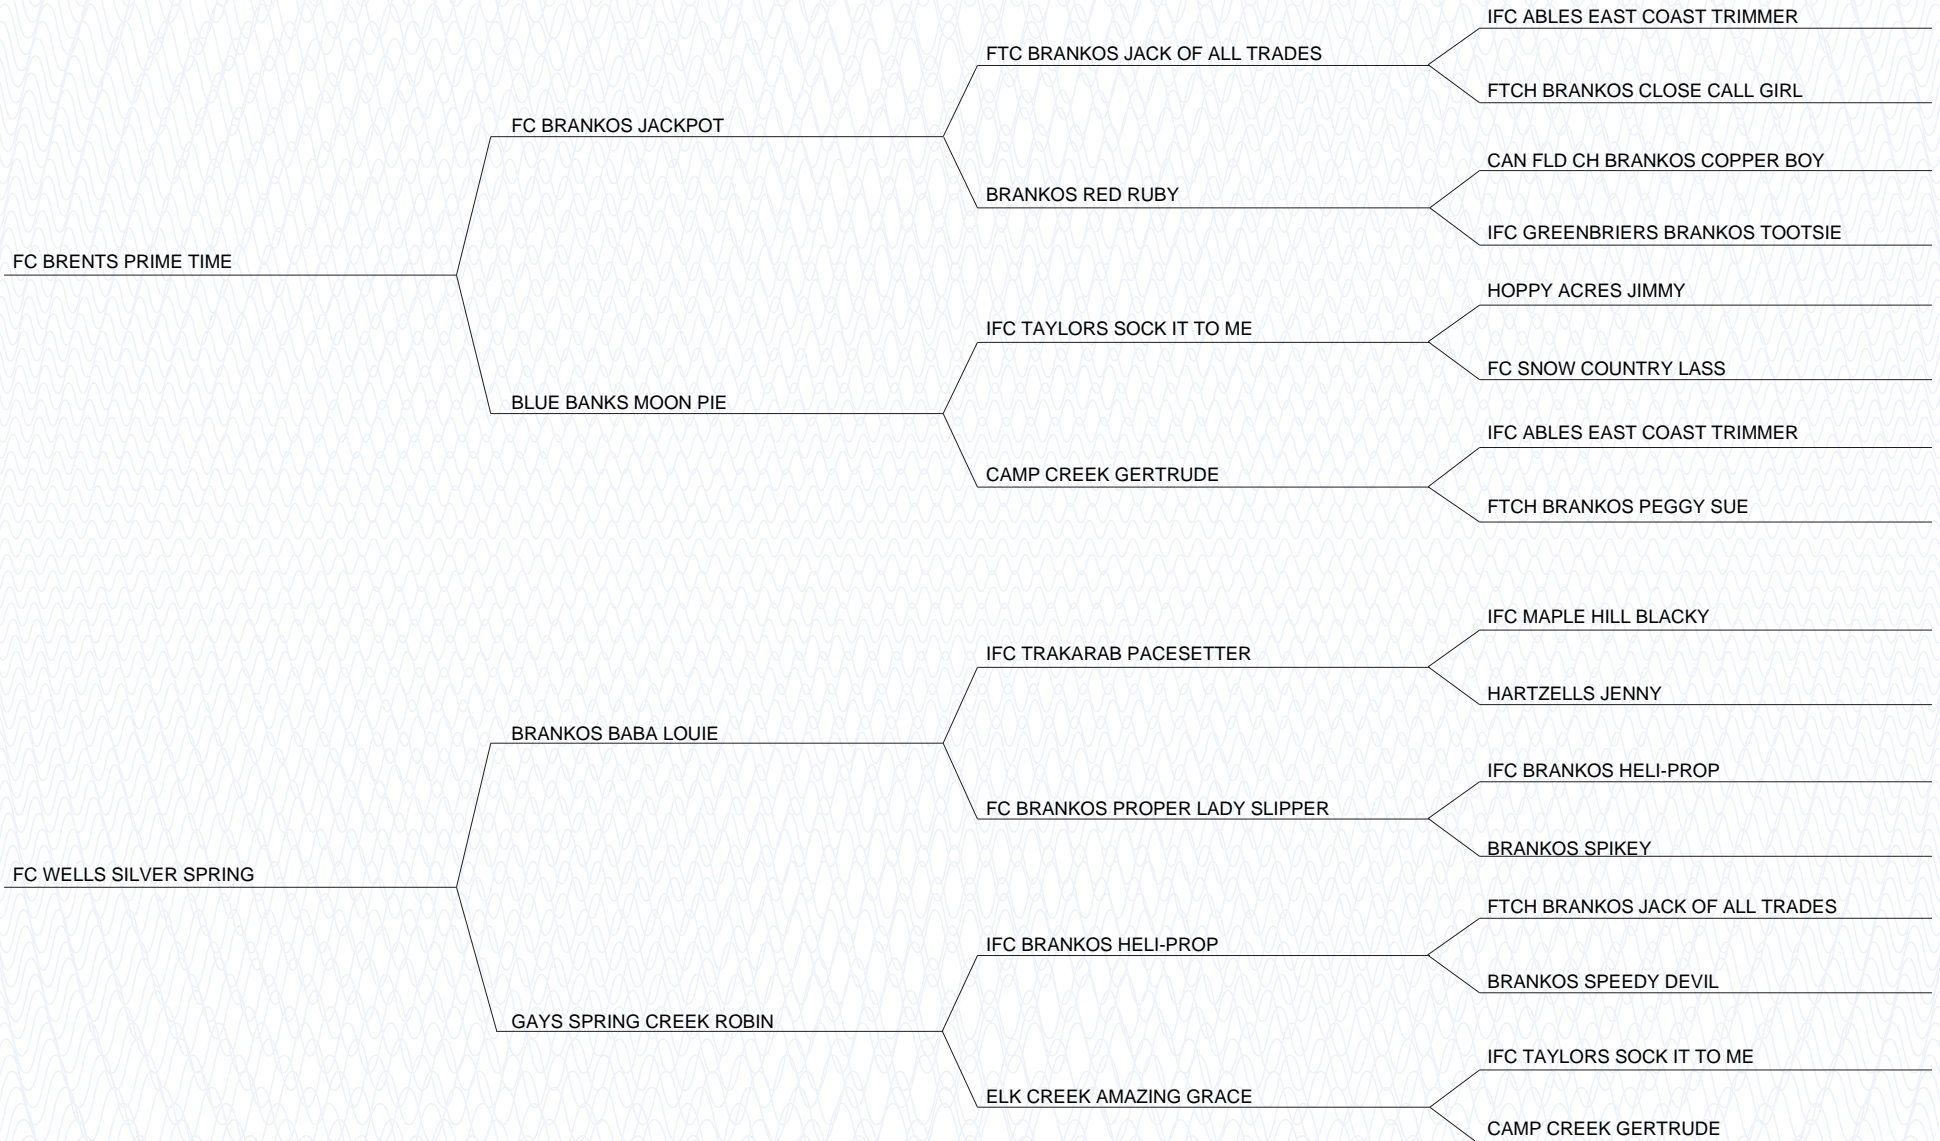 IFC ABLES EAST COAST TRIMMER
FTC BRANKOS JACK OF ALL TRADES
FTCH BRANKOS CLOSE CALL GIRL
FC BRANKOS JACKPOT
CAN FLD CH BRANKOS COPPER BOY
BRANKOS RED RUBY
IFC GREENBRIERS BRANKOS TOOTSIE
FC BRENTS PRIME TIME
HOPPY ACRES JIMMY
IFC TAYLORS SOCK IT TO ME
FC SNOW COUNTRY LASS
BLUE BANKS MOON PIE
IFC ABLES EAST COAST TRIMMER
CAMP CREEK GERTRUDE
FTCH BRANKOS PEGGY SUE
IFC MAPLE HILL BLACKY
IFC TRAKARAB PACESETTER
HARTZELLS JENNY
BRANKOS BABA LOUIE
IFC BRANKOS HELI-PROP
FC BRANKOS PROPER LADY SLIPPER
BRANKOS SPIKEY
FC WELLS SILVER SPRING
FTCH BRANKOS JACK OF ALL TRADES
IFC BRANKOS HELI-PROP
BRANKOS SPEEDY DEVIL
GAYS SPRING CREEK ROBIN
IFC TAYLORS SOCK IT TO ME
ELK CREEK AMAZING GRACE
CAMP CREEK GERTRUDE